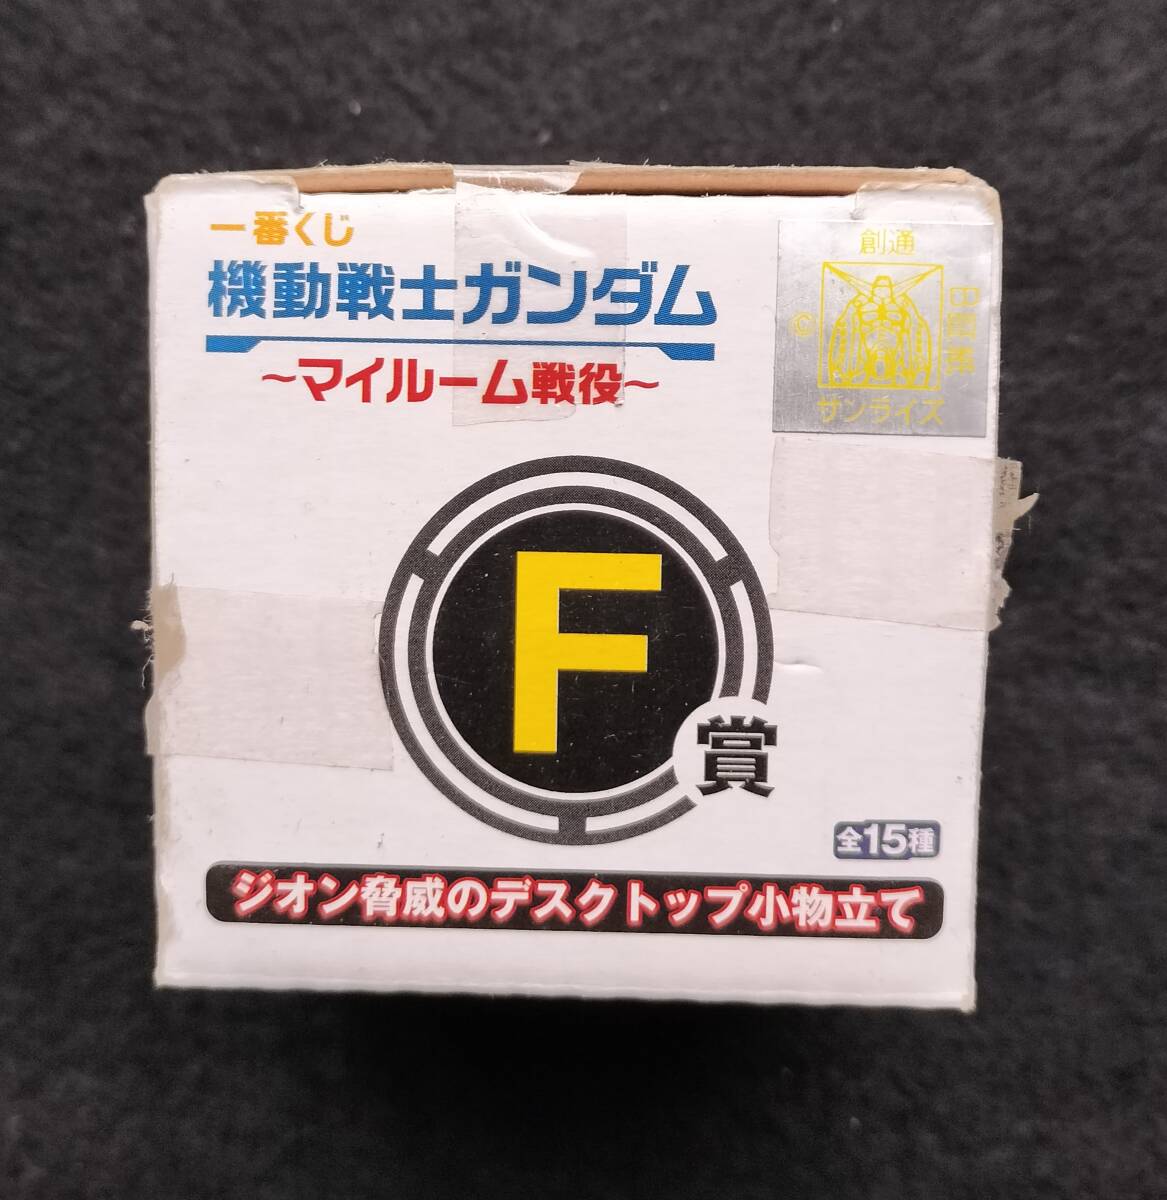 一番くじ
機動戦士ガンダム
～マイルーム戦役～
創通
©
サンライズ
F
賞
全15種
ジオン脅威のデスクトップ小物立て